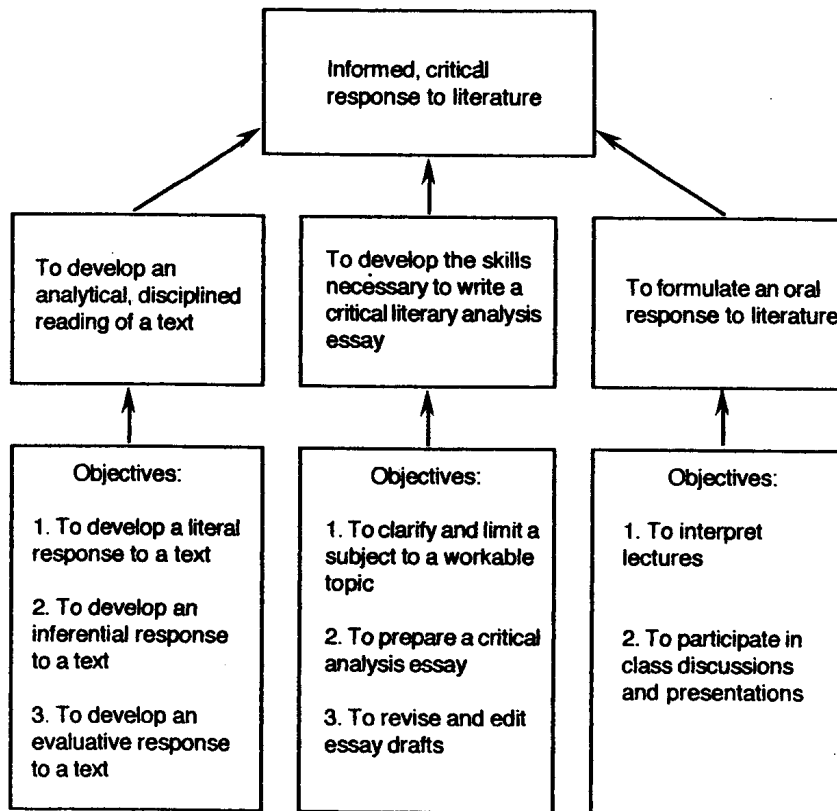 Informed, critical
response to literature
To develop an
analytical, disciplined
reading of a text
To develop the skills
necessary to write a
critical literary analysis
essay
To formulate an oral
response to literature
Objectives:
1. To develop a literal
response to a text
2. To develop an
inferential response
to a text
3. To develop an
evaluative response
to a text
Objectives:
1. To clarify and limit a
subject to a workable
topic
2. To prepare a critical
analysis essay
3. To revise and edit
essay drafts
Objectives:
1. To interpret
lectures
2. To participate in
class discussions
and presentations